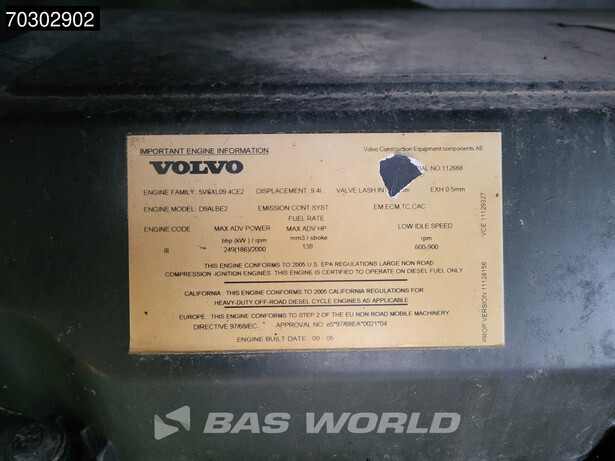 70302902
IMPORTANT ENGINE INFORMATION
Volvo Construction Equipment components AB
VOLVO
NO:112668
ENGINE FAMILY: DISPLACEMENT: 9.4l VALVE LASH EXH 0.5mm
ENGINE MODEL: D9ALBE2 EMISSION CONT SYST EM,ECM,TC,CAC
FUEL RATE
ENGINE CODE MAX ADV POWER MAX ADV HP LOW IDLE SPEED
bhp (kW) / rpm mm3 / stroke rpm
III 249(186)/2000 139 600-900
THIS ENGINE CONFORMS TO 2005 U.S. EPA REGULATIONS LARGE NON ROAD
COMPRESSION-IGNITION ENGINES. THIS ENGINE IS CERTIFIED TO OPERATE ON DIESEL FUEL ONLY
CALIFORNIA : THIS ENGINE CONFORMS TO 2005 CALIFORNIA REGULATIONS FOR
HEAVY-DUTY OFF-ROAD DIESEL CYCLE ENGINES AS APPLICABLE
EUROPE : THIS ENGINE CONFORMS TO STEP 2 OF THE EU NON ROAD MOBILE MACHINERY
DIRECTIVE 97/68/EC. APPROVAL NO : e5*97/68EA*0021*04
ENGINE BUILT DATE 09 - 05
VCE 11129327
PROP VERSION 11128156
BAS WORLD